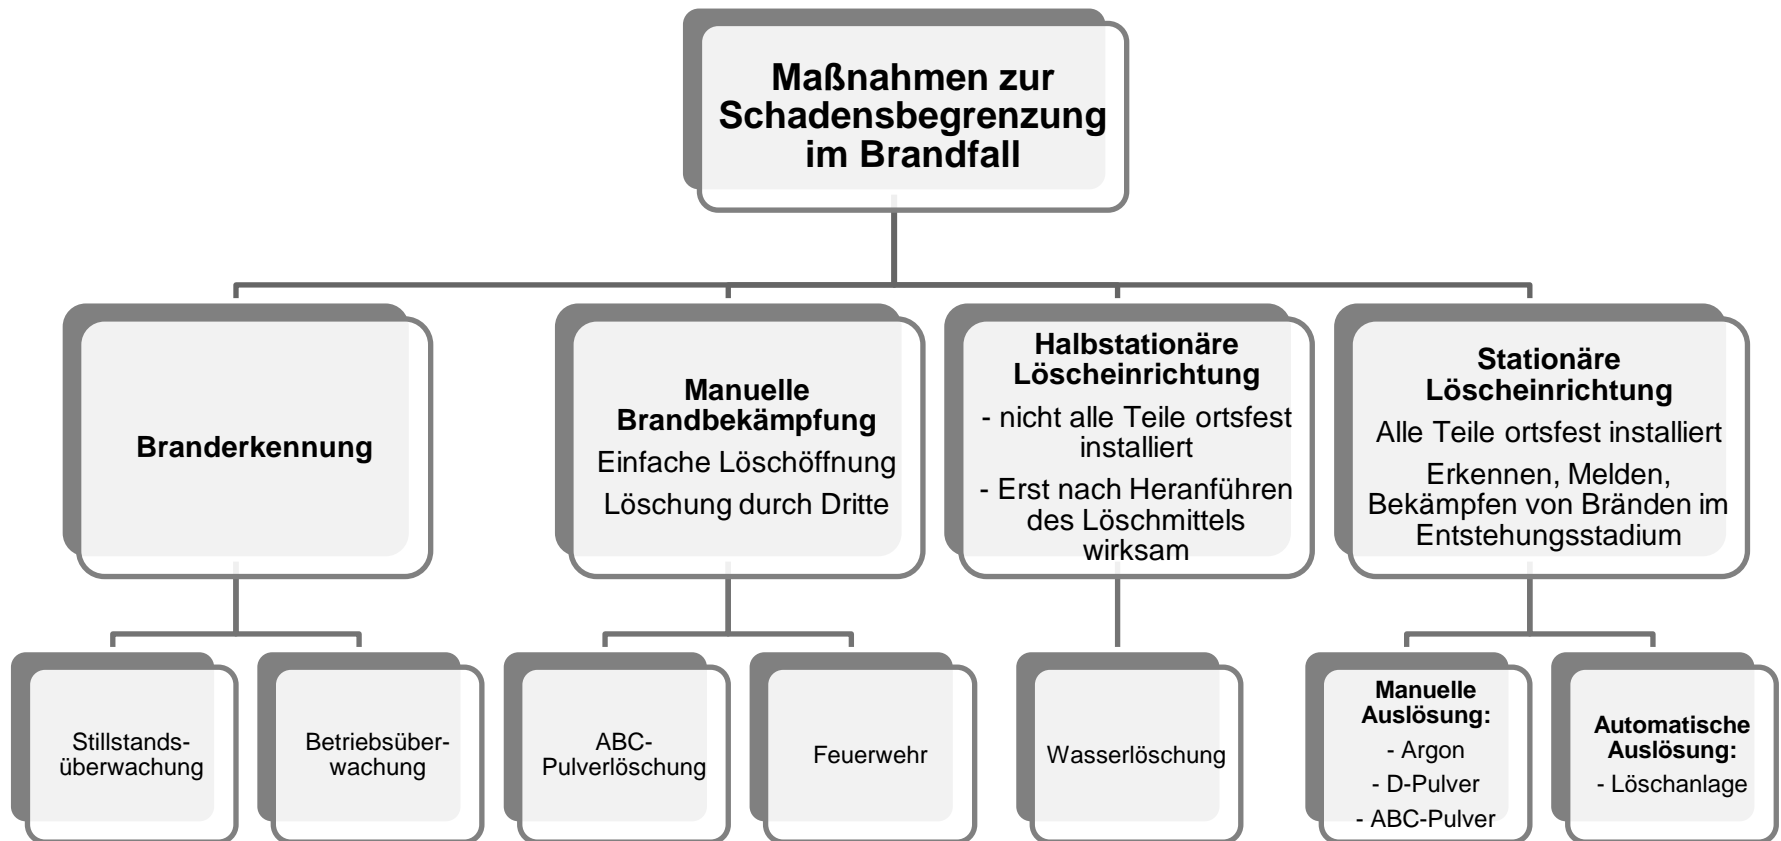 Maßnahmen zur
Schadensbegrenzung
im Brandfall
Branderkennung
Manuelle
Brandbekämpfung
Einfache Löschöffnung
Löschung durch Dritte
Halbstationäre
Löscheinrichtung
- nicht alle Teile ortsfest
installiert
- Erst nach Heranführen
des Löschmittels
wirksam
Stationäre
Löscheinrichtung
Alle Teile ortsfest installiert
Erkennen, Melden,
Bekämpfen von Bränden im
Entstehungsstadium
Stillstands-
überwachung
Betriebsüber-
wachung
ABC-
Pulverlöschung
Feuerwehr
Wasserlöschung
Manuelle
Auslösung:
- Argon
- D-Pulver
- ABC-Pulver
Automatische
Auslösung:
- Löschanlage